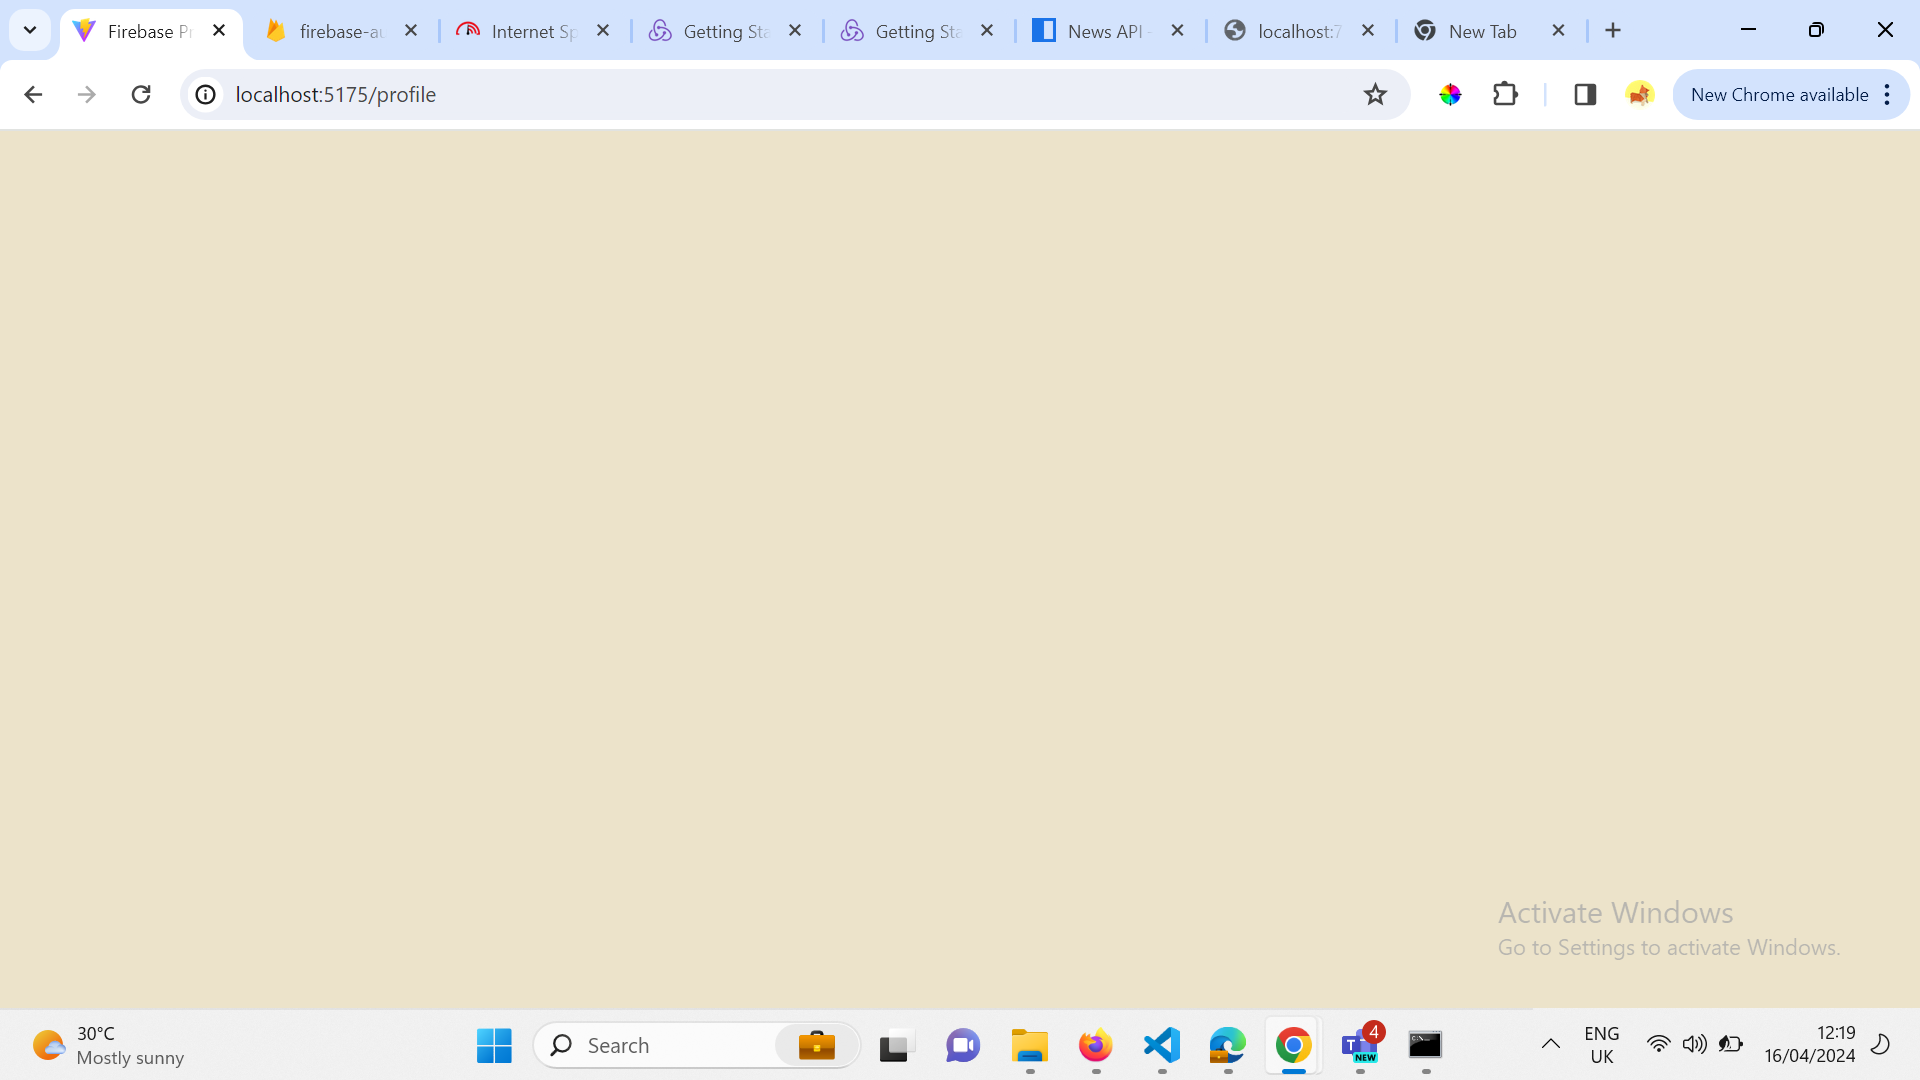 Firebase Pr
firebase-au
Internet Sp
Getting Sta
Getting Sta
News API -
localhost:7
New Tab
localhost:5175/profile
New Chrome available
Activate Windows
Go to Settings to activate Windows.
30°C
Mostly sunny
Search
4
NEW
ENG
UK
12:19
16/04/2024